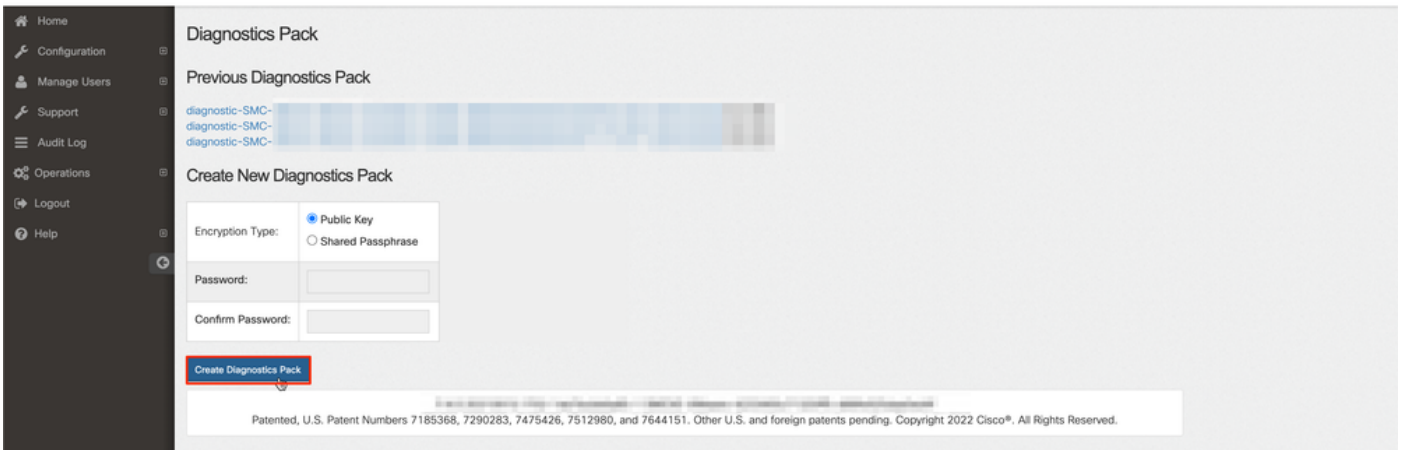 Home
Configuration
Manage Users
Support
Audit Log
Operations
Logout
Help
Diagnostics Pack
Previous Diagnostics Pack
diagnostic-SMC-
diagnostic-SMC-
diagnostic-SMC-
Create New Diagnostics Pack
Encryption Type:
Public Key
Shared Passphrase
Password:
Confirm Password:
Create Diagnostics Pack
Patented, U.S. Patent Numbers 7185368, 7290283, 7475426, 7512980, and 7644151. Other U.S. and foreign patents pending. Copyright 2022 Cisco®. All Rights Reserved.